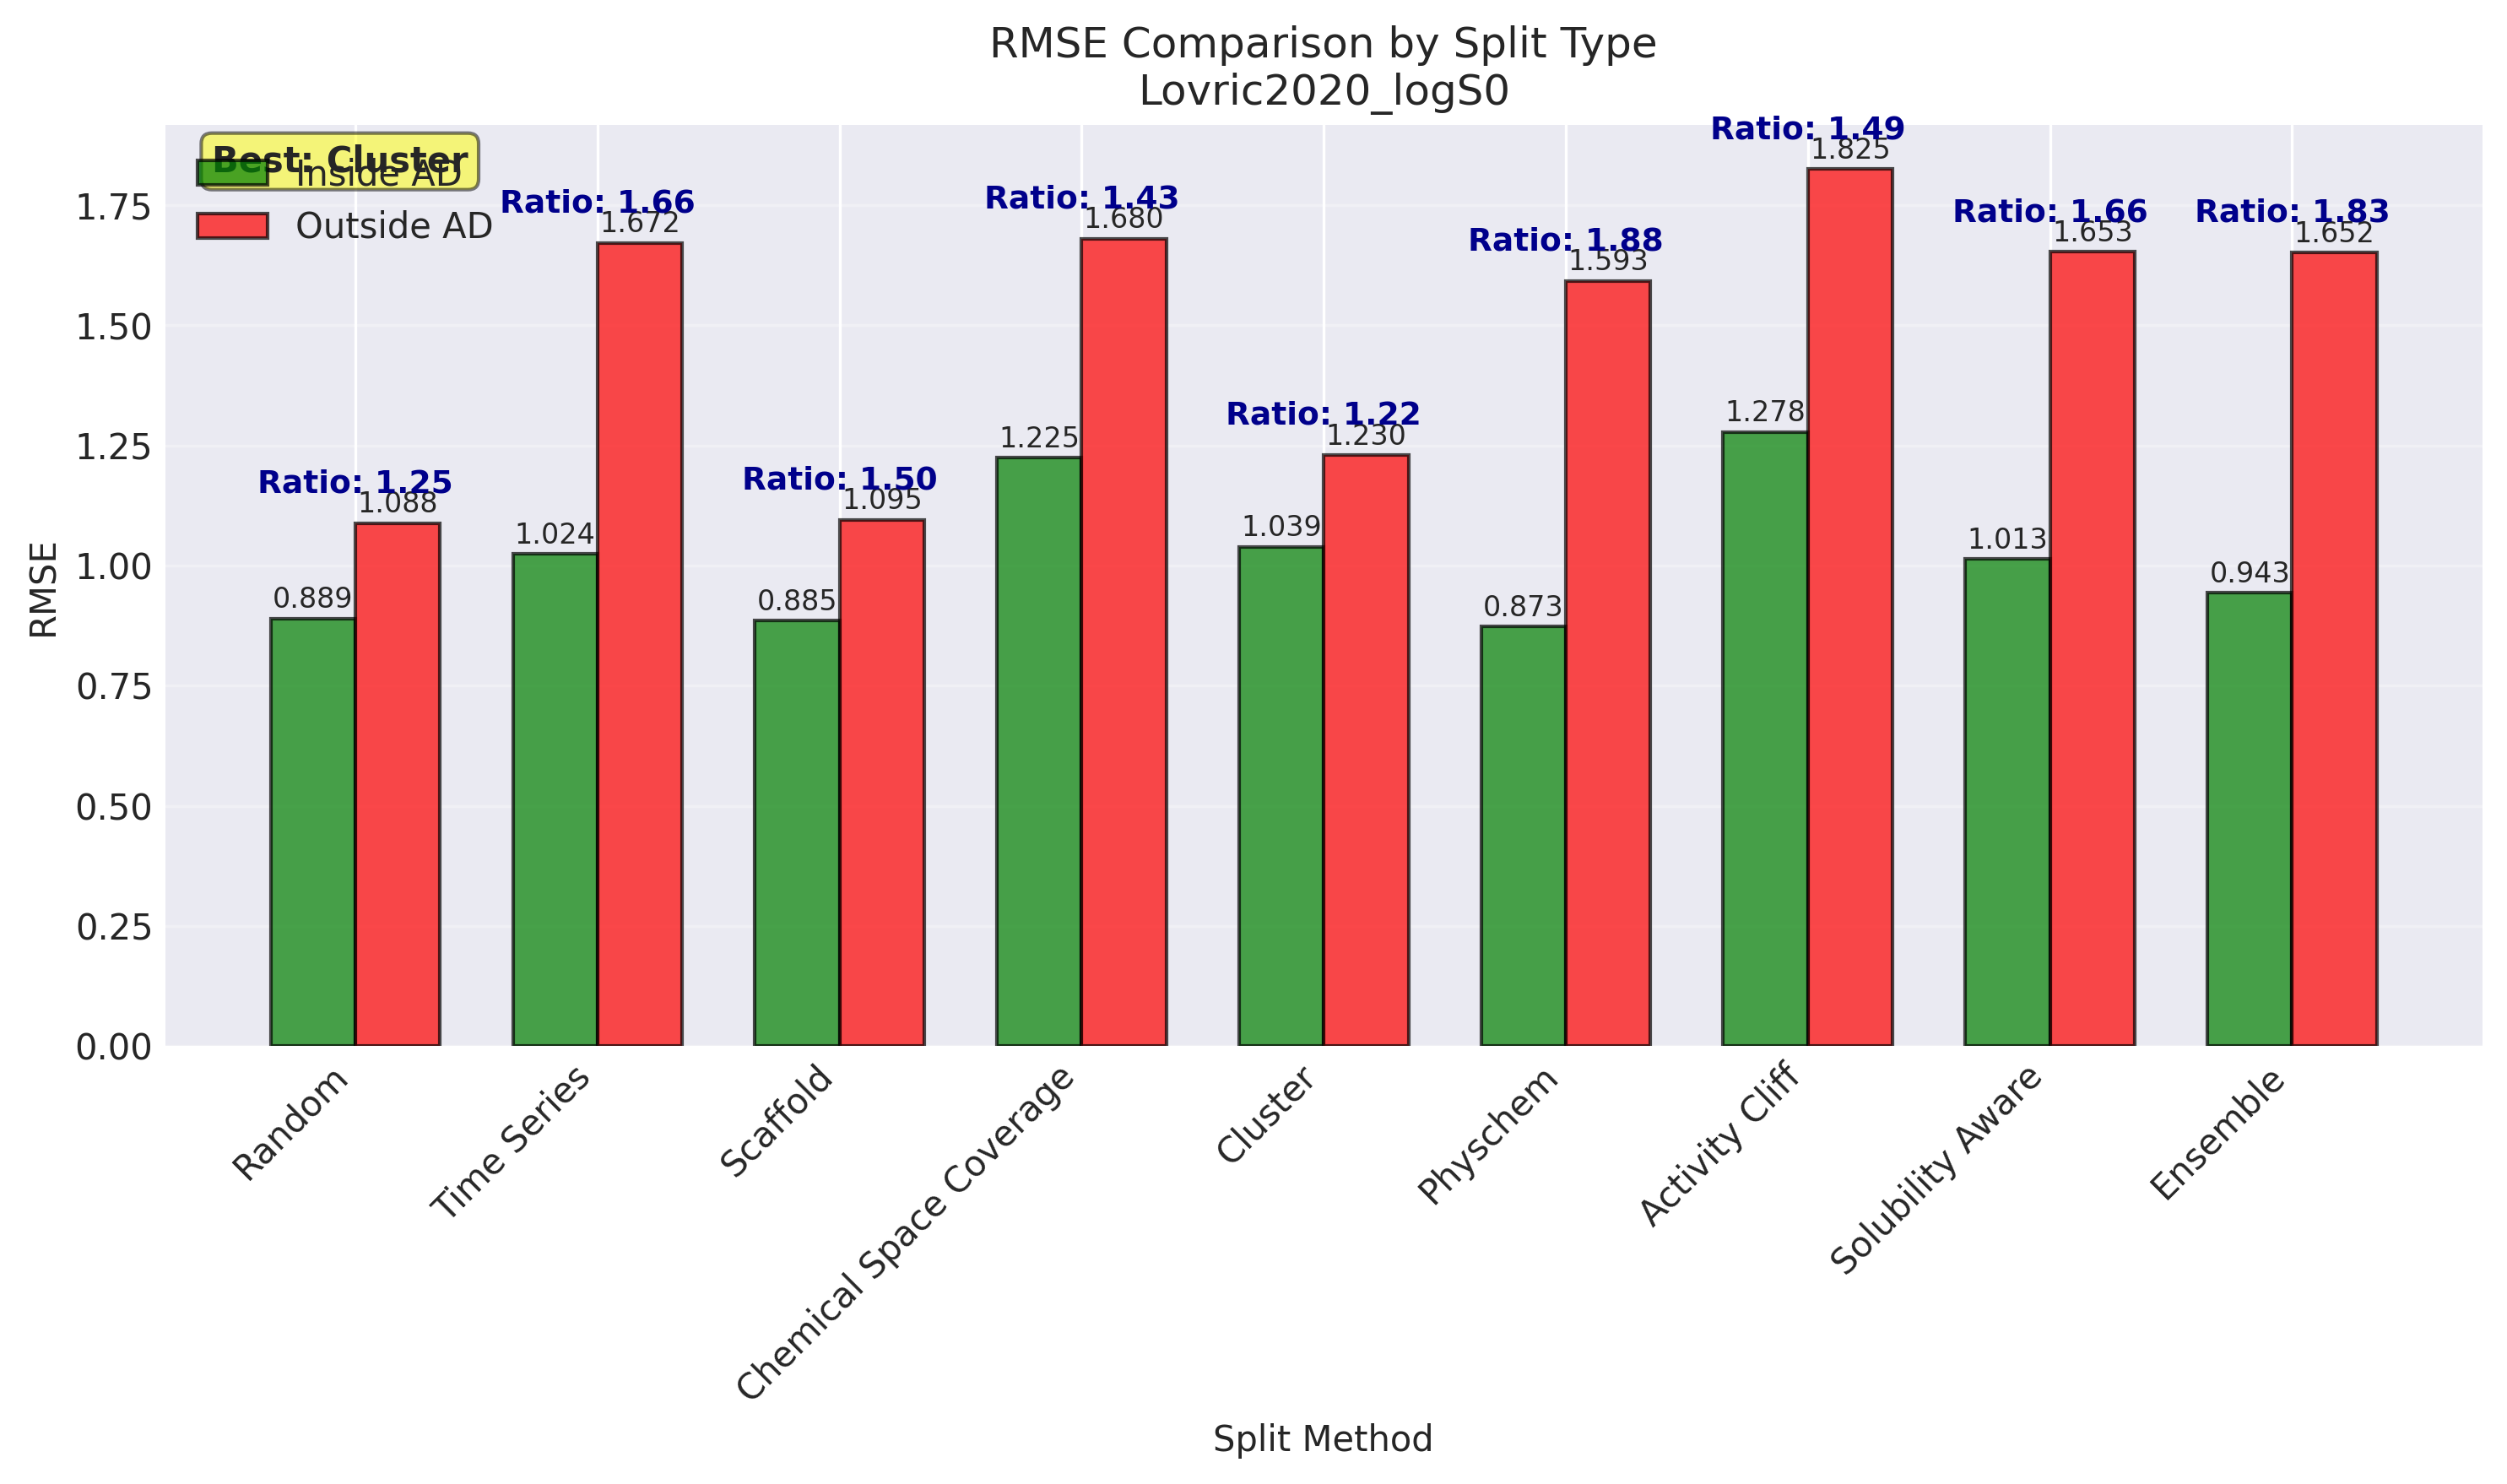 RMSE Comparison by Split Type
Lovric2020_logS0
Best: Cluster
Inside AD
Outside AD
RMSE
1.75
1.50
1.25
1.00
0.75
0.50
0.25
0.00
Ratio: 1.25
0.889
1.088
Ratio: 1.66
1.024
1.672
Ratio: 1.50
0.885
1.095
Ratio: 1.43
1.225
1.680
Ratio: 1.22
1.039
1.230
Ratio: 1.88
0.873
1.593
Ratio: 1.49
1.278
1.825
Ratio: 1.66
1.013
1.653
Ratio: 1.83
0.943
1.652
Random
Time Series
Scaffold
Chemical Space Coverage
Cluster
Physchem
Activity Cliff
Solubility Aware
Ensemble
Split Method